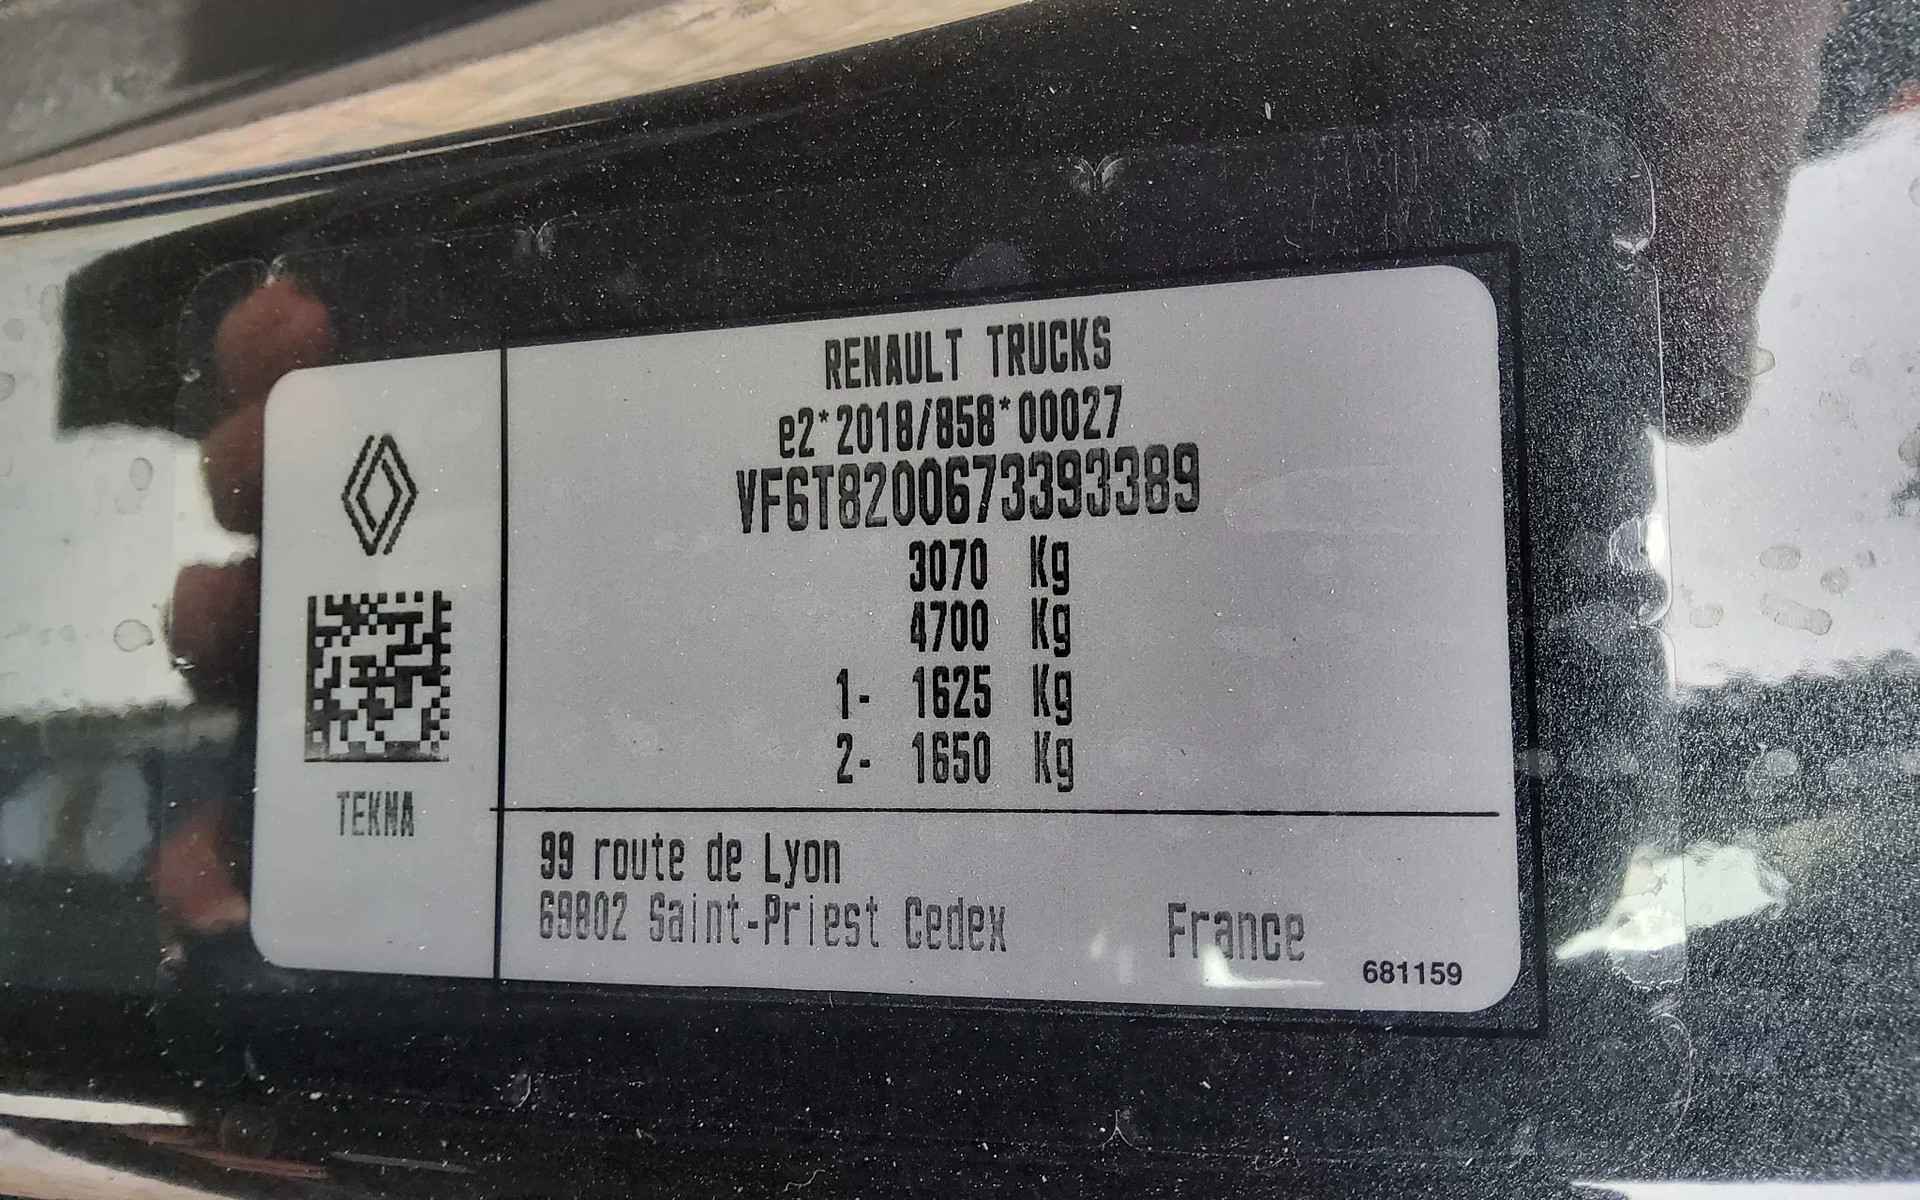 RENAULT TRUCKS
e2*2018/858*00027
VF6T8200673393389
3070 Kg
4700 Kg
1- 1625 Kg
2- 1650 Kg
TEKNA
99 route de Lyon
69802 Saint-Priest Cedex France
681159